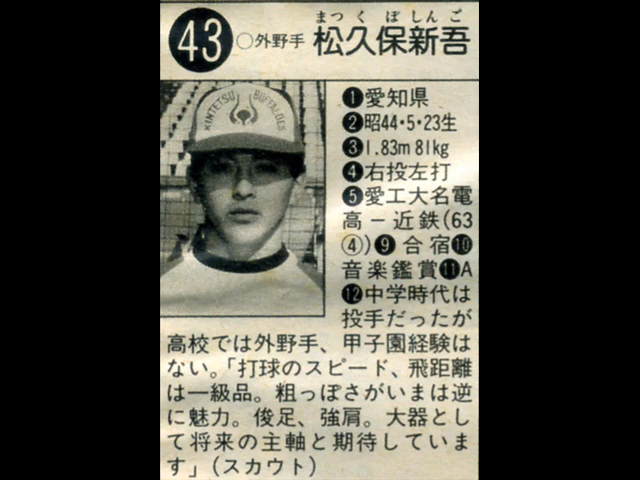 43 ○外野手 松久保新吾
まつくぼしんご
KINTETSU BUFFALOES
❶愛知県
❷昭44・5・23生
❸1.83m 81kg
❹右投左打
❺愛工大名電
高－近鉄(63
④)❾合宿❿
音楽鑑賞⓫A
⓬中学時代は
投手だったが
高校では外野手、甲子園経験は
ない。「打球のスピード、飛距離
は一級品。粗っぽさがいまは逆
に魅力。俊足、強肩。大器とし
て将来の主軸と期待していま
す」(スカウト)